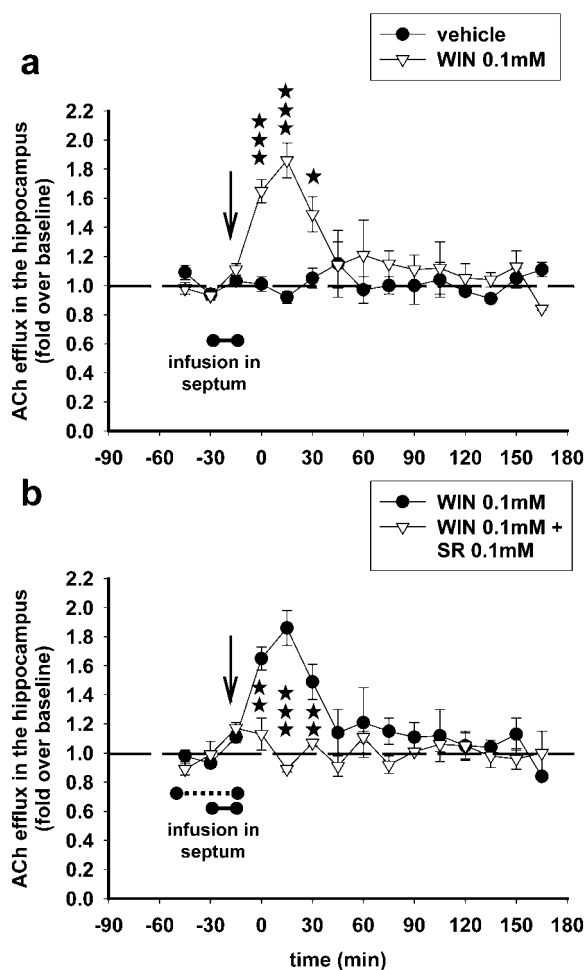 vehicle
WIN 0.1mM
a
ACh efflux in the hippocampus
(fold over baseline)
2.2
2.0
1.8
1.6
1.4
1.2
1.0
0.8
0.6
0.4
0.2
0.0
infusion in
septum
-90 -60 -30 0 30 60 90 120 150 180
b
WIN 0.1mM
WIN 0.1mM +
SR 0.1mM
ACh efflux in the hippocampus
(fold over baseline)
2.2
2.0
1.8
1.6
1.4
1.2
1.0
0.8
0.6
0.4
0.2
0.0
infusion in
septum
-90 -60 -30 0 30 60 90 120 150 180
time (min)